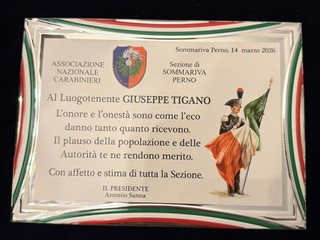 Sommariva Perno, 14 marzo 2026
ASSOCIAZIONE
NAZIONALE
CARABINIERI
Sezione di
SOMMARIVA
PERNO
Al Luogotenente GIUSEPPE TIGANO
L'onore e l'onestà sono come l'eco
danno tanto quanto ricevono.
Il plauso della popolazione e delle
Autorità te ne rendono merito.
Con affetto e stima di tutta la Sezione.
IL PRESIDENTE
Antonio Sanna